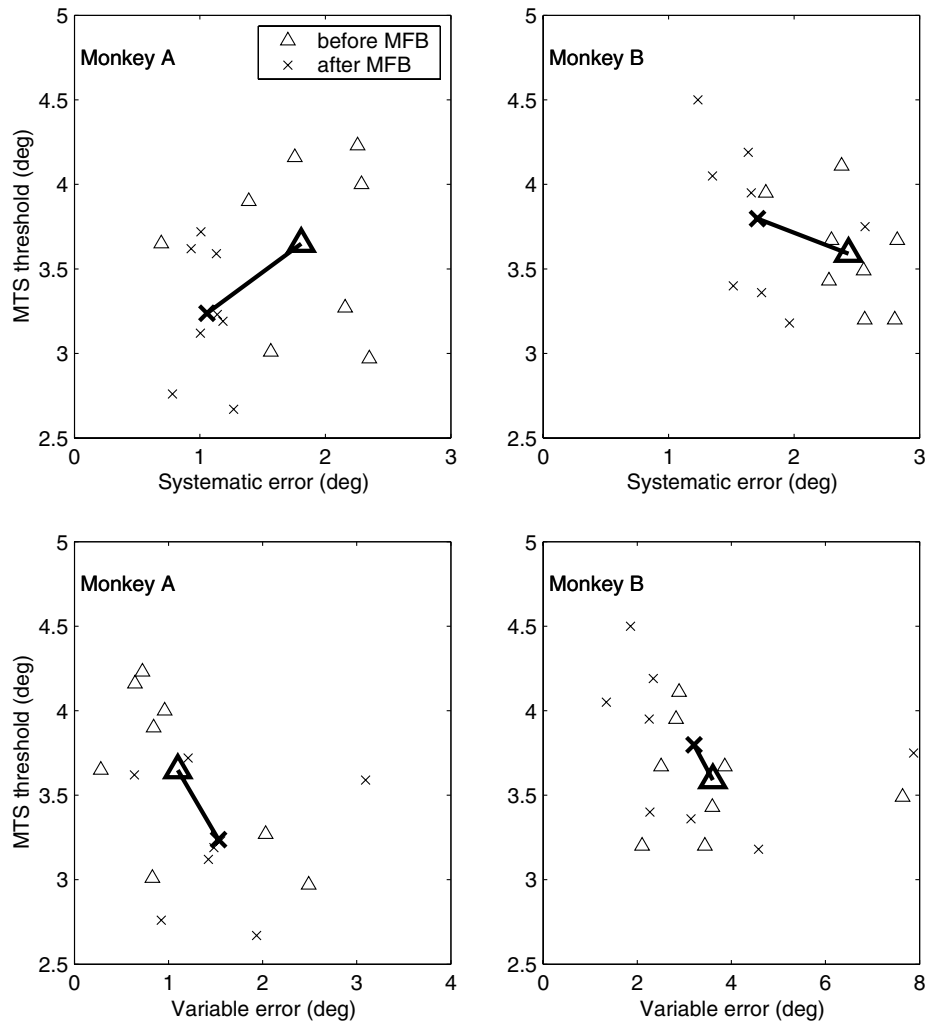 5
4.5
4
3.5
3
2.5
MTS threshold (deg)
Monkey A
before MFB
after MFB
0 1 2 3
Systematic error (deg)
5
4.5
4
3.5
3
2.5
Monkey B
0 1 2 3
Systematic error (deg)
5
4.5
4
3.5
3
2.5
MTS threshold (deg)
Monkey A
0 1 2 3 4
Variable error (deg)
5
4.5
4
3.5
3
2.5
Monkey B
0 2 4 6 8
Variable error (deg)